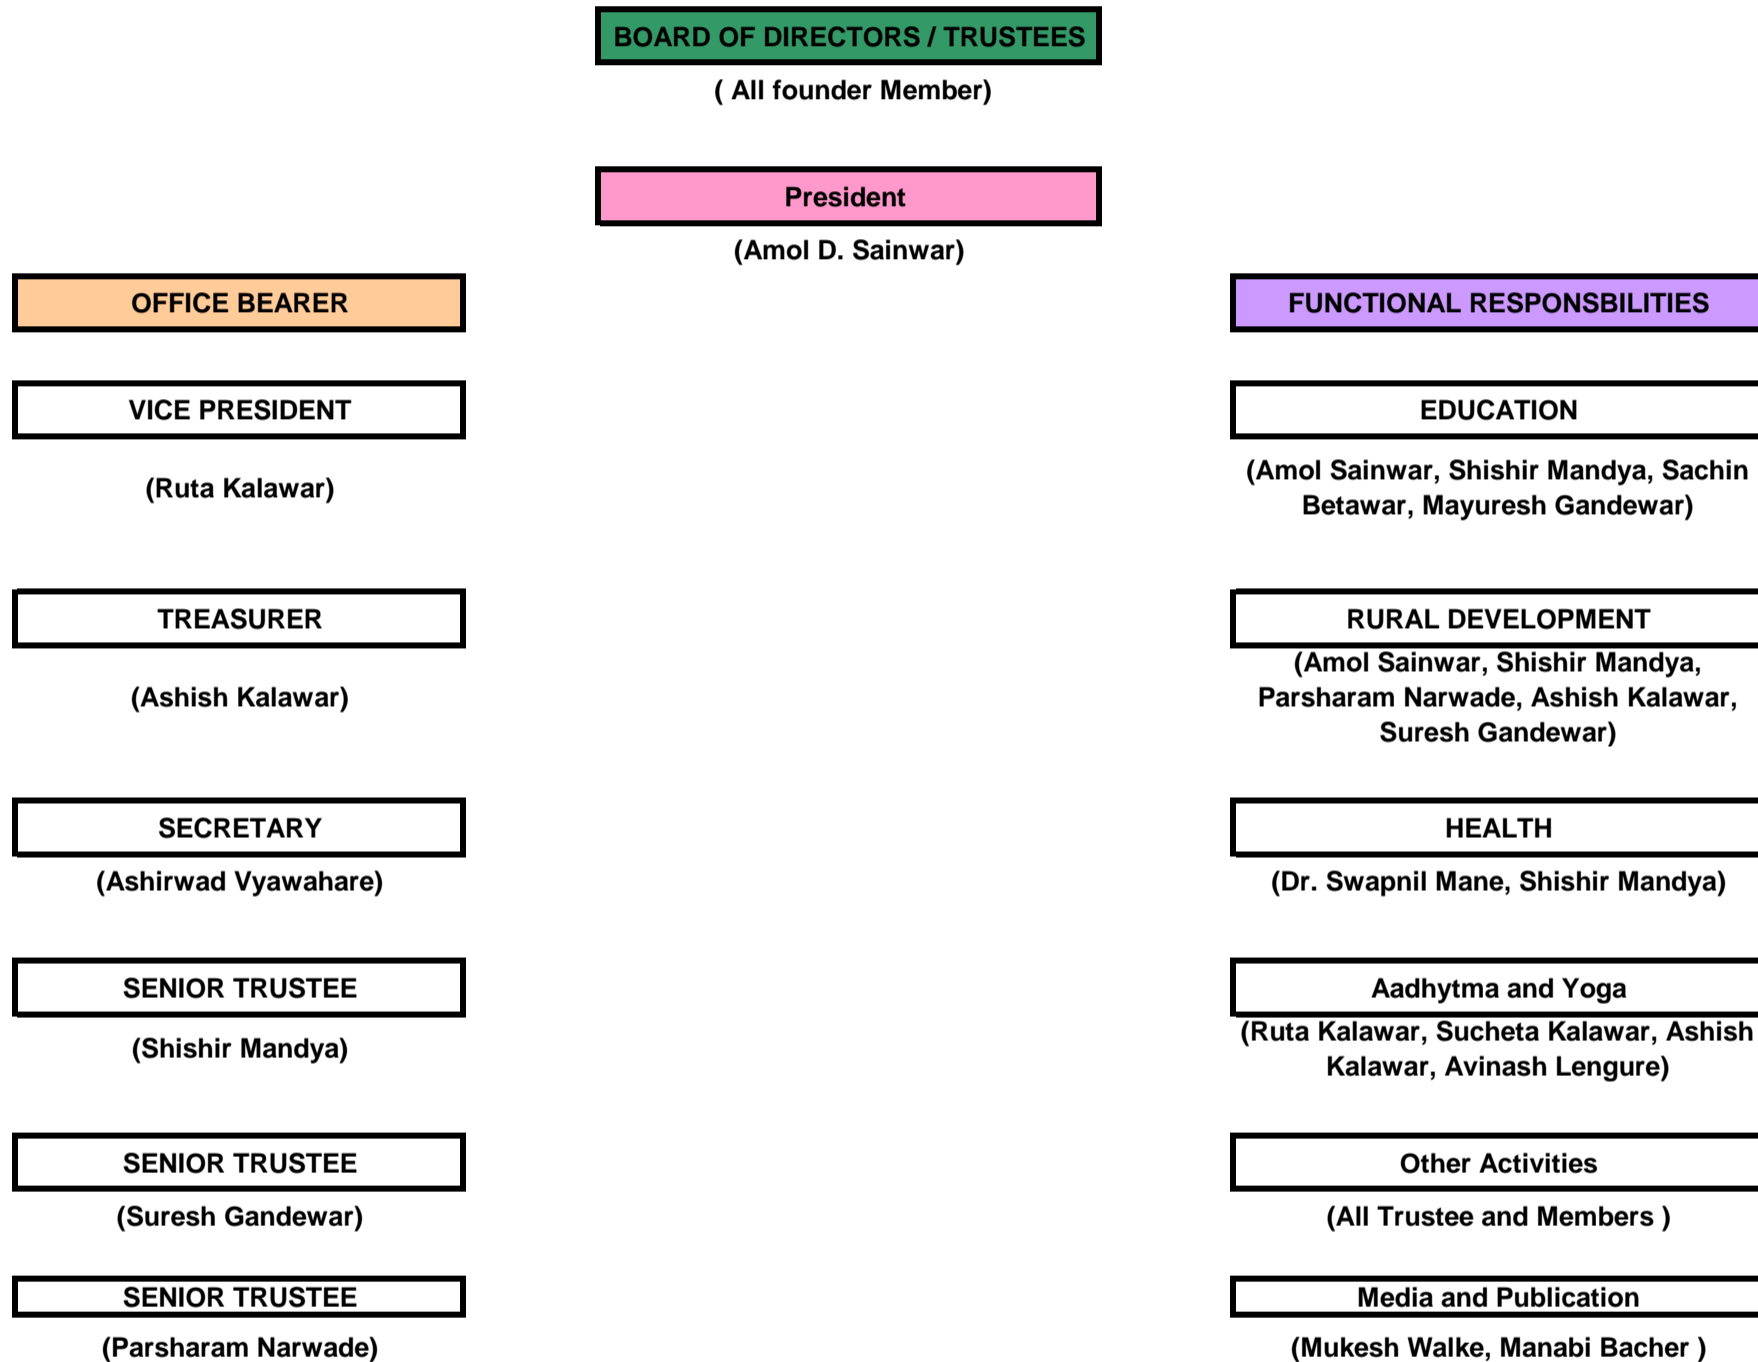 BOARD OF DIRECTORS / TRUSTEES
( All founder Member)
President
(Amol D. Sainwar)
OFFICE BEARER
FUNCTIONAL RESPONSBILITIES
VICE PRESIDENT
EDUCATION
(Ruta Kalawar)
(Amol Sainwar, Shishir Mandya, Sachin
Betawar, Mayuresh Gandewar)
TREASURER
RURAL DEVELOPMENT
(Ashish Kalawar)
(Amol Sainwar, Shishir Mandya,
Parsharam Narwade, Ashish Kalawar,
Suresh Gandewar)
SECRETARY
HEALTH
(Ashirwad Vyawahare)
(Dr. Swapnil Mane, Shishir Mandya)
SENIOR TRUSTEE
Aadhytma and Yoga
(Shishir Mandya)
(Ruta Kalawar, Sucheta Kalawar, Ashish
Kalawar, Avinash Lengure)
SENIOR TRUSTEE
Other Activities
(Suresh Gandewar)
(All Trustee and Members )
SENIOR TRUSTEE
Media and Publication
(Parsharam Narwade)
(Mukesh Walke, Manabi Bacher )